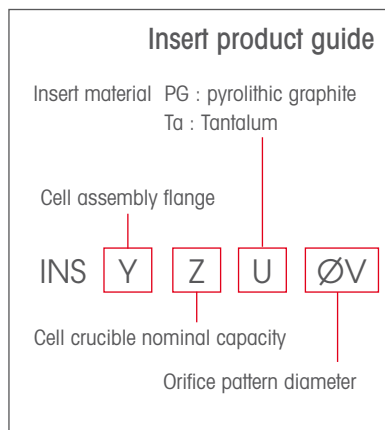 Insert product guide
Insert material PG : pyrolithic graphite
Ta : Tantalum
Cell assembly flange
INS Y Z U ØV
Cell crucible nominal capacity
Orifice pattern diameter